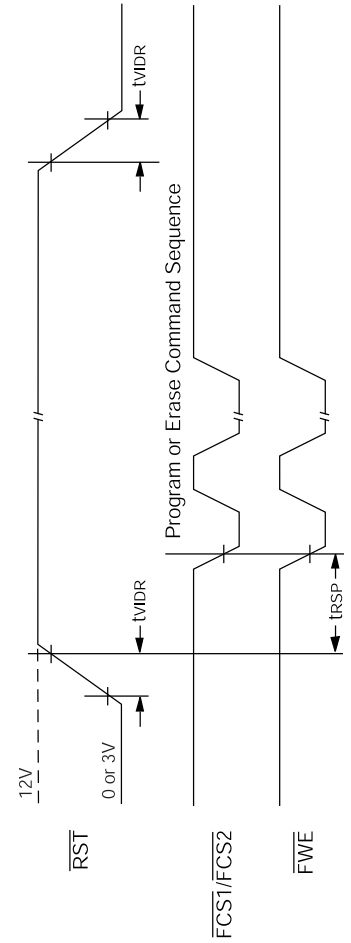 12V
RST
0 or 3V
tVIDR
tVIDR
Program or Erase Command Sequence
FCS1/FCS2
FWE
tRSP